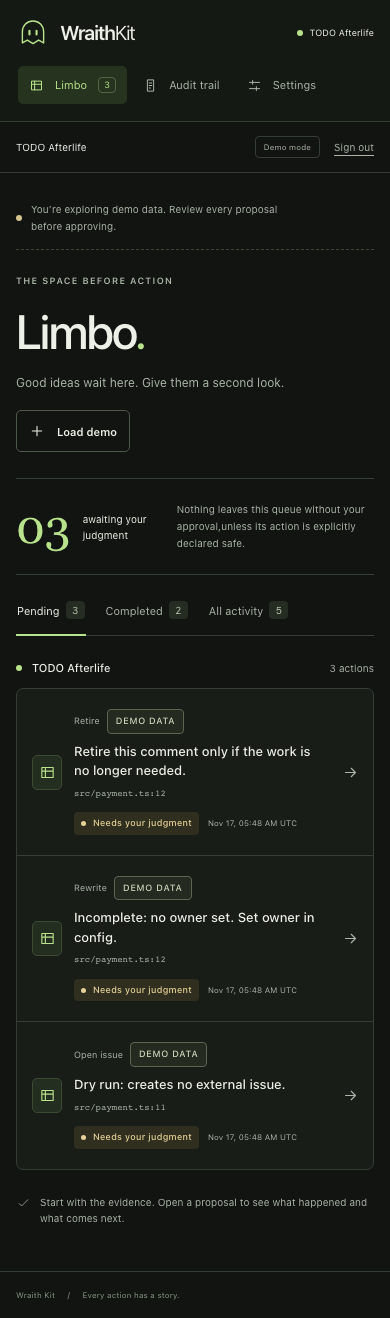 WraithKit
TODO Afterlife
Limbo 3 Audit trail Settings
TODO Afterlife Demo mode Sign out
You're exploring demo data. Review every proposal
before approving.
THE SPACE BEFORE ACTION
Limbo.
Good ideas wait here. Give them a second look.
+ Load demo
03 awaiting your
judgment
Nothing leaves this queue without your
approval,unless its action is explicitly
declared safe.
Pending 3 Completed 2 All activity 5
TODO Afterlife 3 actions
Retire DEMO DATA
Retire this comment only if the work is
no longer needed.
src/payment.ts:12
Needs your judgment Nov 17, 05:48 AM UTC
Rewrite DEMO DATA
Incomplete: no owner set. Set owner in
config.
src/payment.ts:12
Needs your judgment Nov 17, 05:48 AM UTC
Open issue DEMO DATA
Dry run: creates no external issue.
src/payment.ts:11
Needs your judgment Nov 17, 05:48 AM UTC
Start with the evidence. Open a proposal to see what happened and
what comes next.
Wraith Kit / Every action has a story.